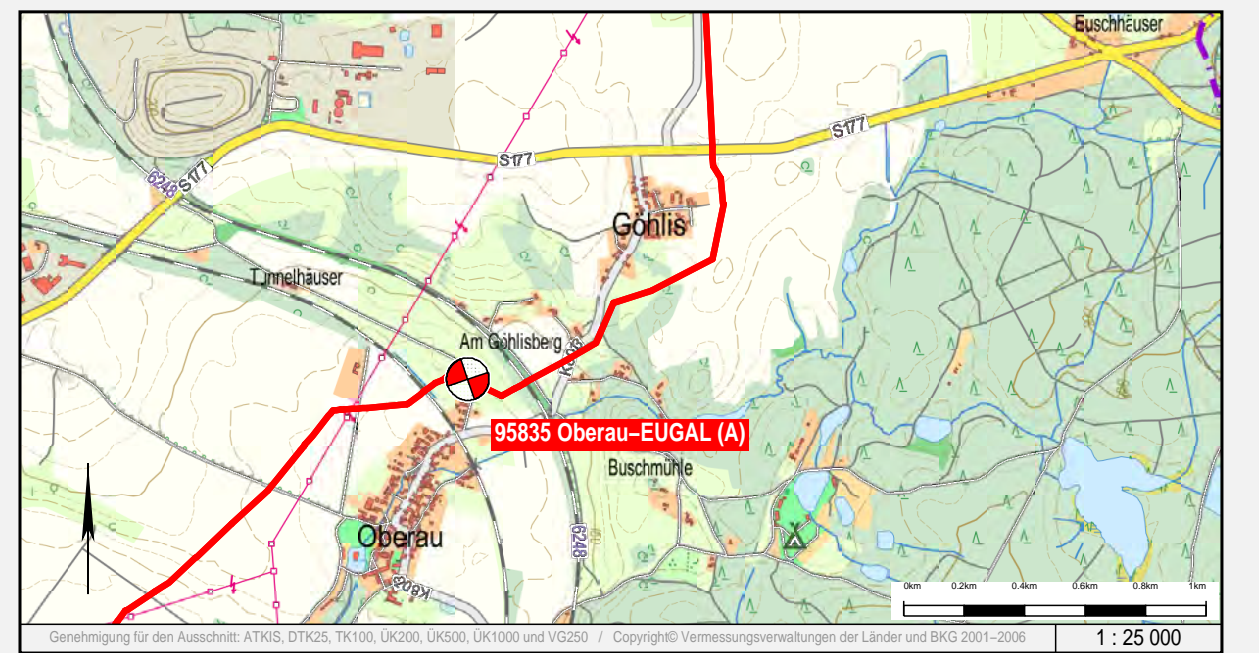 Euschhäuser
S177
S177
6248
S177
Göhlis
Tunnelhäuser
Am Göhlisberg
95835 Oberau–EUGAL (A)
Buschmühle
Oberau
6248
0km 0.2km 0.4km 0.6km 0.8km 1km
Genehmigung für den Ausschnitt: ATKIS, DTK25, TK100, ÜK200, ÜK500, ÜK1000 und VG250 / Copyright© Vermessungsverwaltungen der Länder und BKG 2001–2006
1 : 25 000